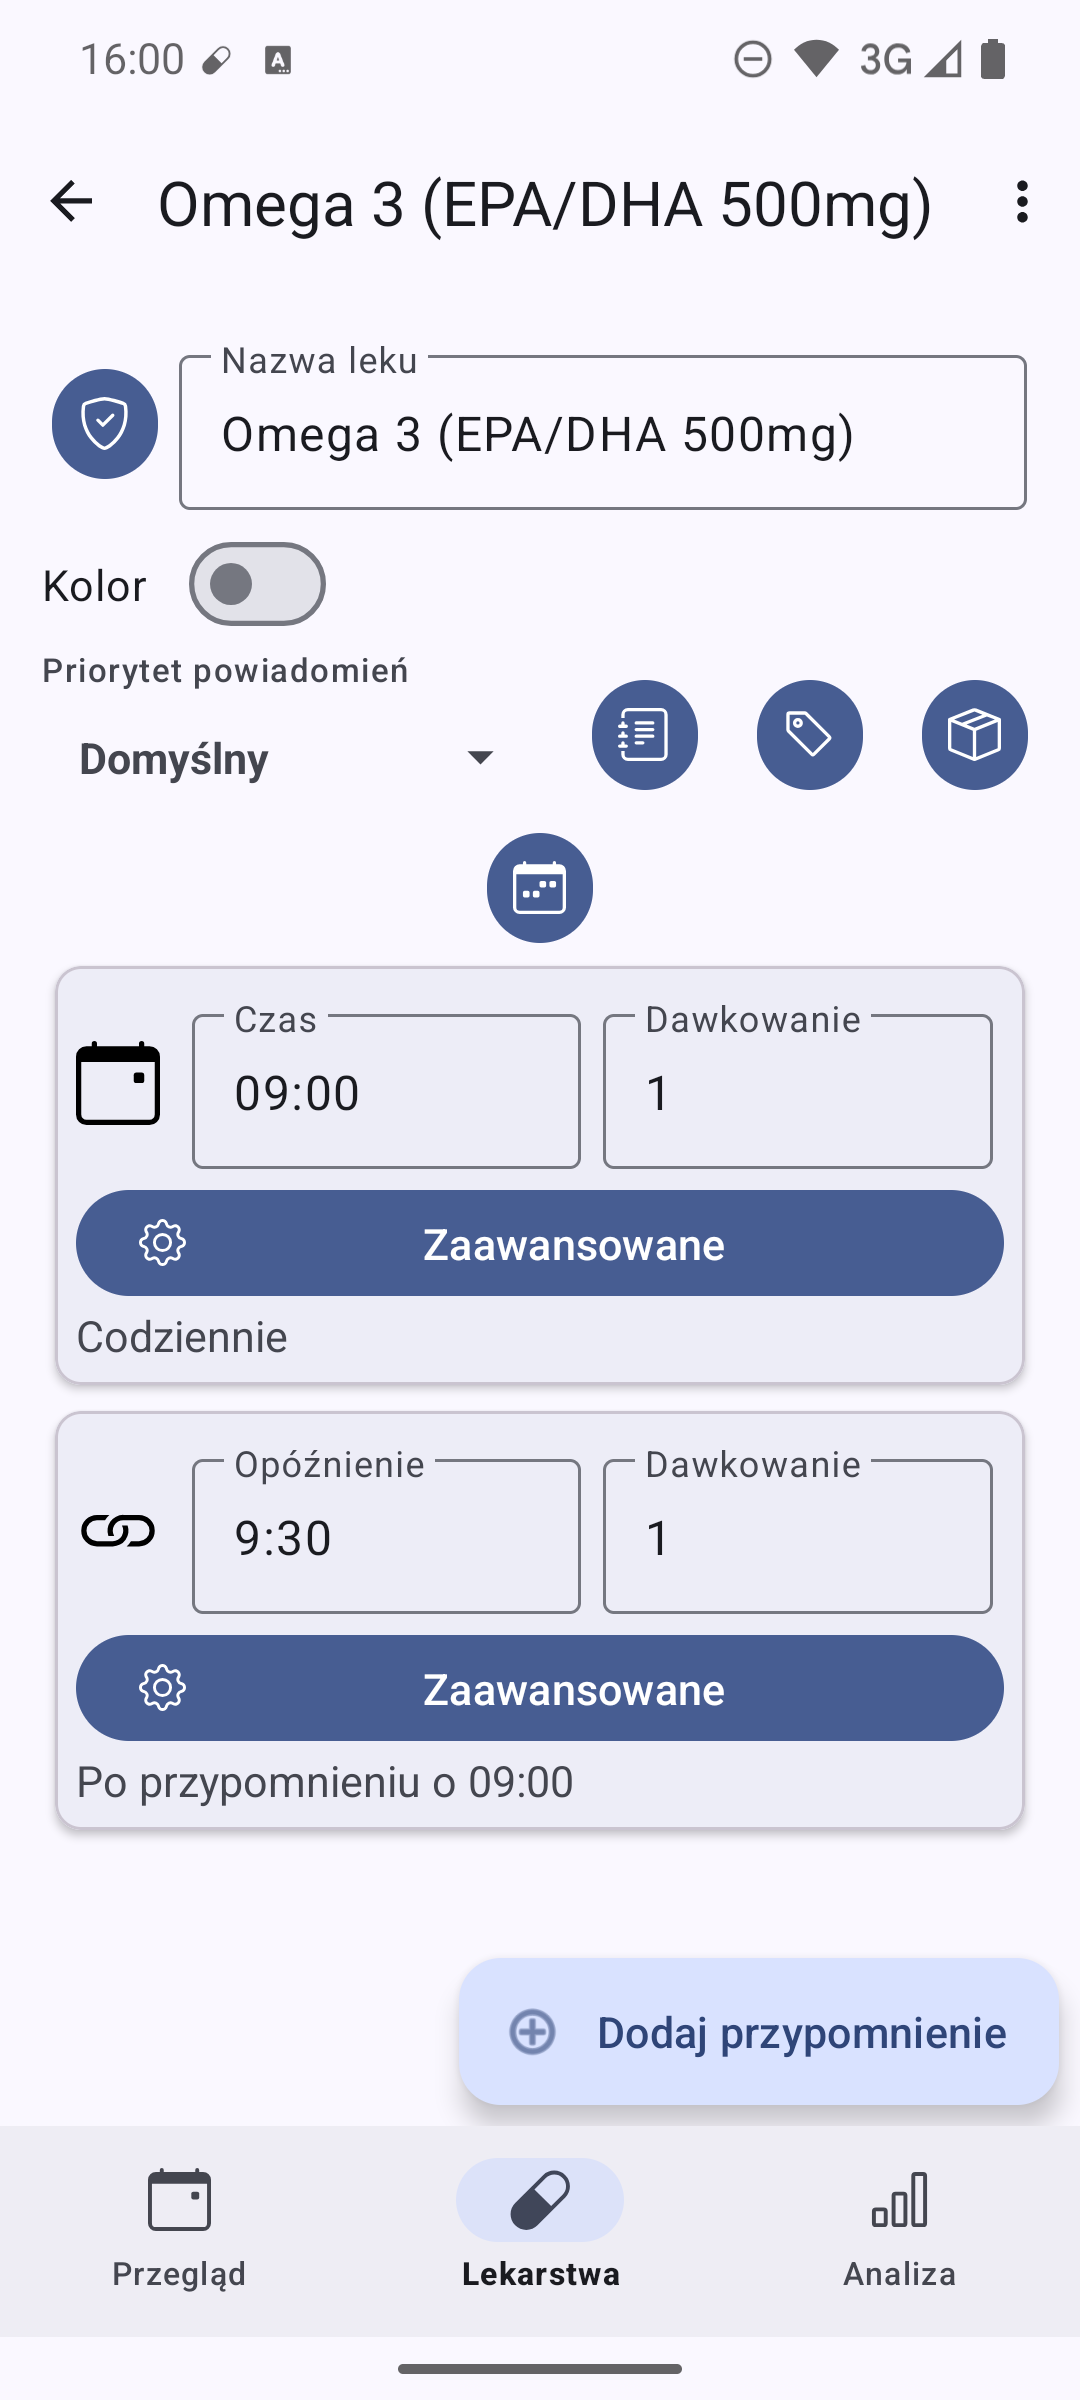 16:00
3G
Omega 3 (EPA/DHA 500mg)
Nazwa leku
Omega 3 (EPA/DHA 500mg)
Kolor
Priorytet powiadomień
Domyślny
Czas
09:00
Dawkowanie
1
Zaawansowane
Codziennie
Opóźnienie
9:30
Dawkowanie
1
Zaawansowane
Po przypomnieniu o 09:00
Dodaj przypomnienie
Przegląd
Lekarstwa
Analiza